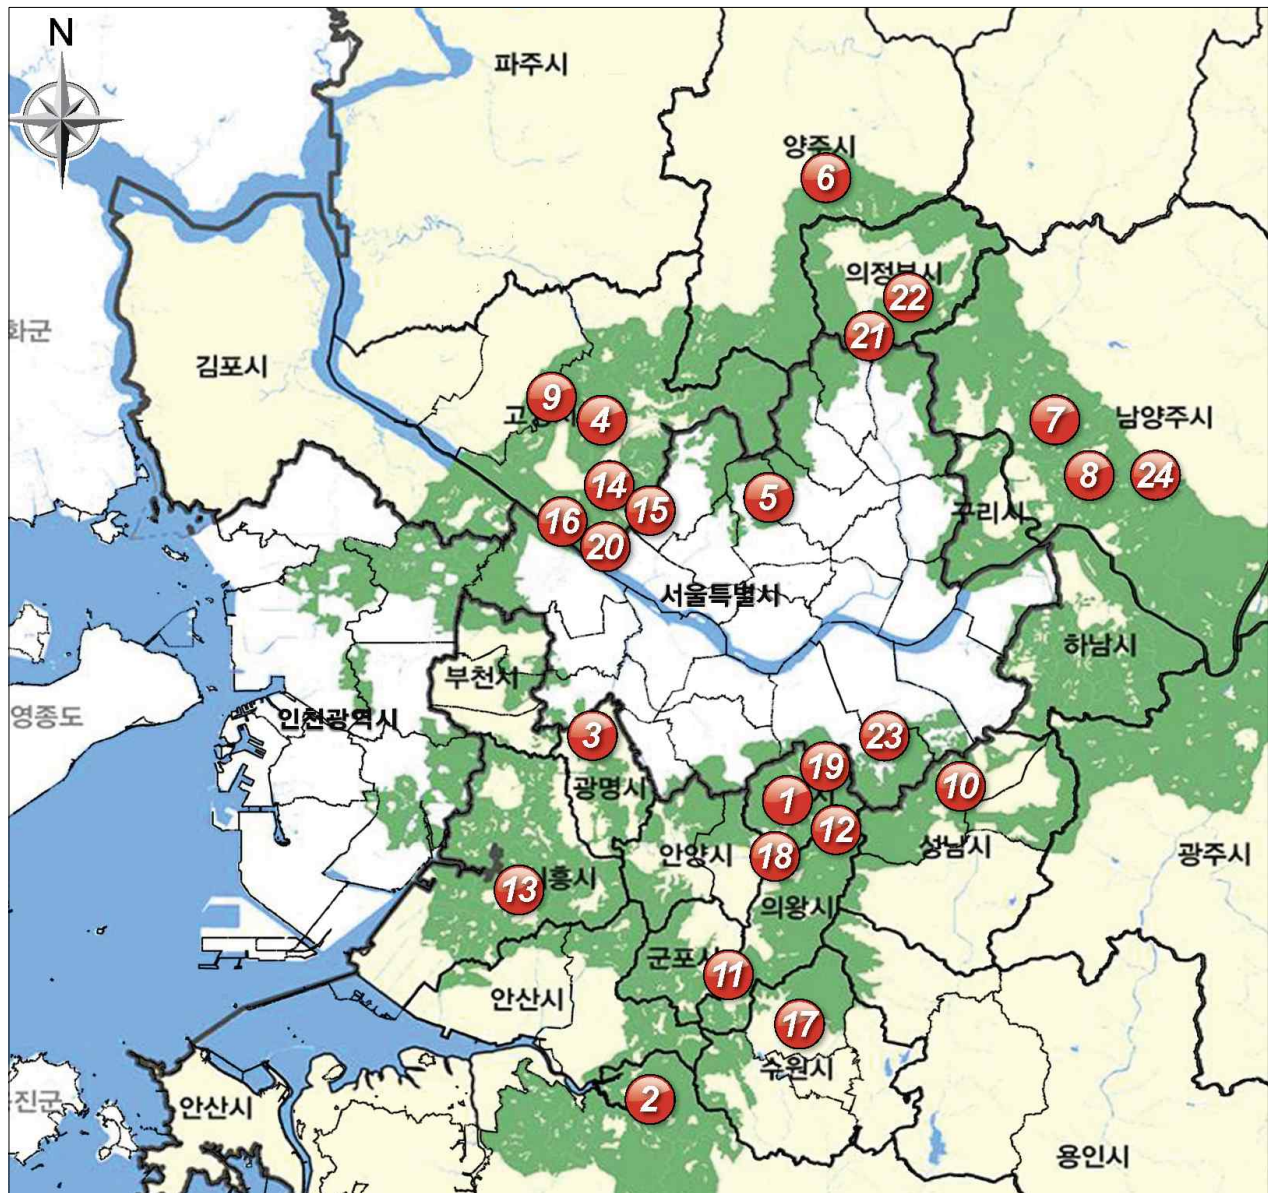 N
파주시
양주시
6
의정부시
22
21
화군
김포시
9
4
7
남양주시
14
5
8
24
16
15
20
구리시
서울특별시
하남시
부천시
영종도
인천광역시
3
23
19
광명시
1
10
12
안양시
18
성남시
광주시
13
의왕시
군포시
11
안산시
17
수원시
2
진군
안산시
용인시